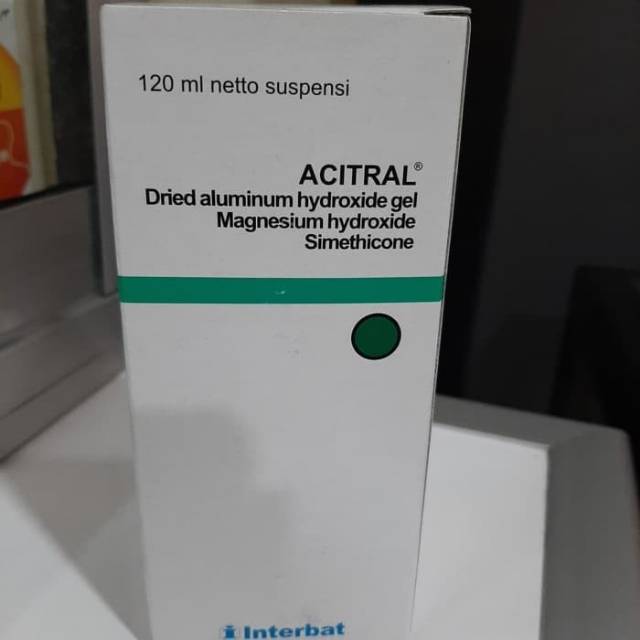 120 ml netto suspensi
ACITRAL®
Dried aluminum hydroxide gel
Magnesium hydroxide
Simethicone
Interbat